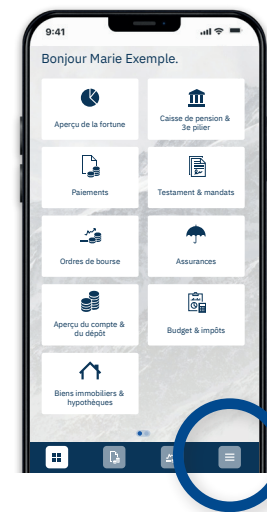 9:41
Bonjour Marie Exemple.
Aperçu de la fortune
Caisse de pension &
3e pilier
Paiements
Testament & mandats
Ordres de bourse
Assurances
Aperçu du compte &
du dépôt
Budget & impôts
Biens immobiliers &
hypothèques